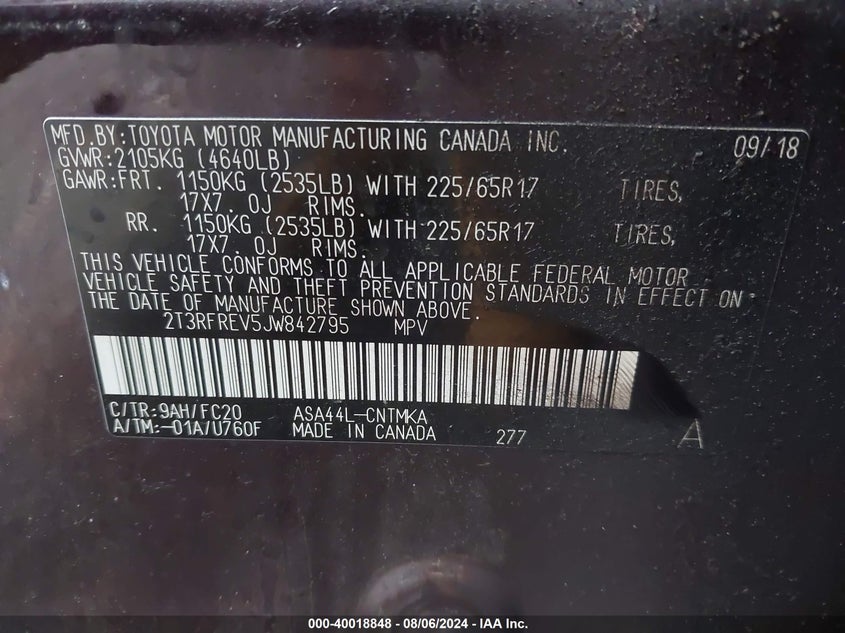 MFD.BY:TOYOTA MOTOR MANUFACTURING CANADA INC. 09/18
GVWR:2105KG (4640LB)
GAWR:FRT. 1150KG (2535LB) WITH 225/65R17 TIRES,
17X7.0J RIMS.
RR. 1150KG (2535LB) WITH 225/65R17 TIRES,
17X7.0J RIMS.
THIS VEHICLE CONFORMS TO ALL APPLICABLE FEDERAL MOTOR
VEHICLE SAFETY AND THEFT PREVENTION STANDARDS IN EFFECT ON
THE DATE OF MANUFACTURE SHOWN ABOVE.
2T3RFREV5JW842795 MPV
C/TR:9AH/FC20 ASA44L-CNTMKA
A/TM:-01A/U760F MADE IN CANADA 277 A
000-40018848 - 08/06/2024 - IAA Inc.